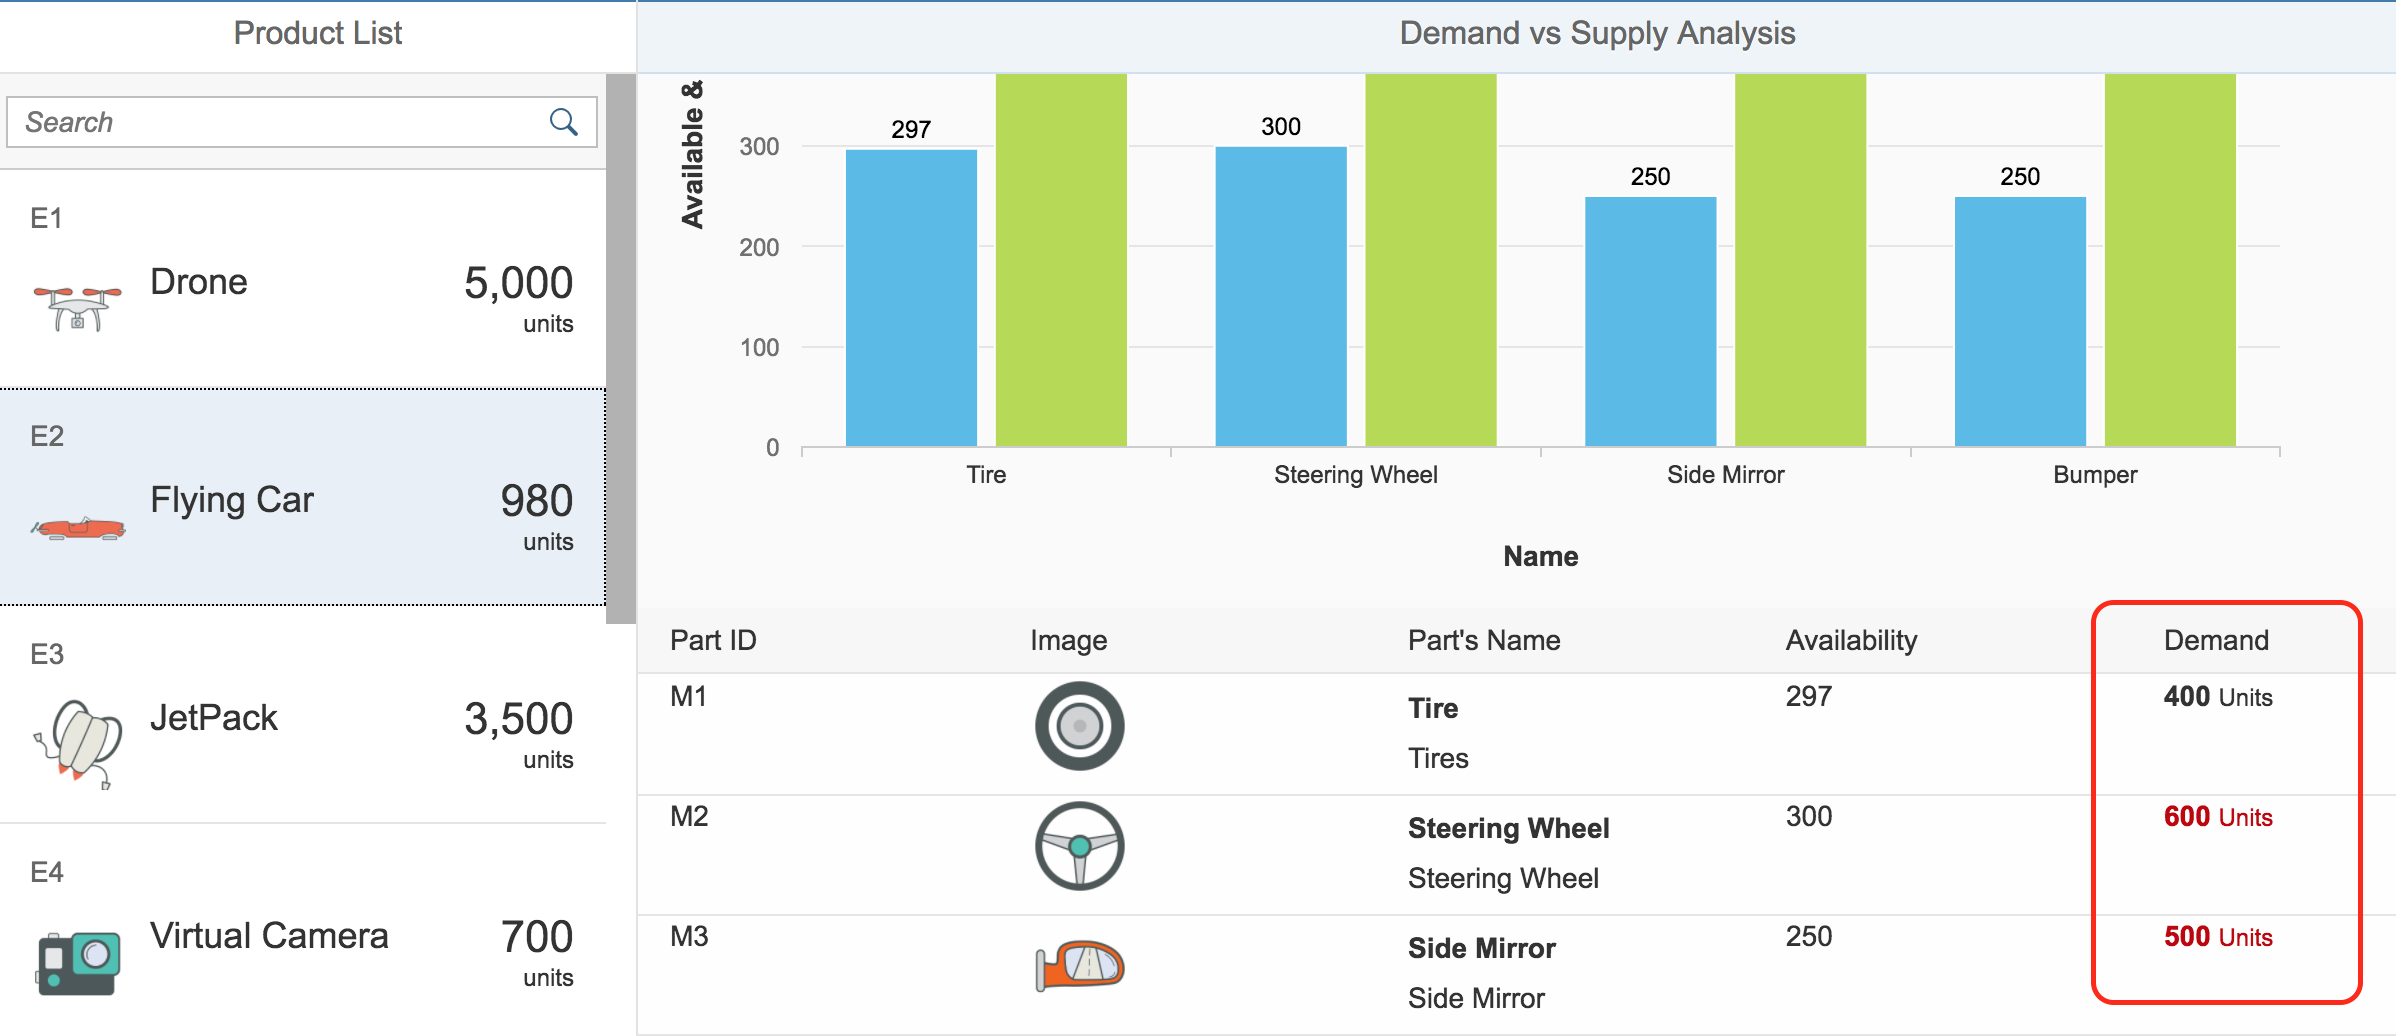 Product List
Search
E1
Drone
5,000
units
E2
Flying Car
980
units
E3
JetPack
3,500
units
E4
Virtual Camera
700
units
Demand vs Supply Analysis
Available &
300
200
100
0
297
300
250
250
Tire
Steering Wheel
Side Mirror
Bumper
Name
Part ID Image Part's Name Availability Demand
M1 Tire 297 400 Units
Tires
M2 Steering Wheel 300 600 Units
Steering Wheel
M3 Side Mirror 250 500 Units
Side Mirror